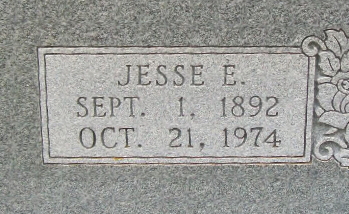 JESSE E.
SEPT. 1, 1892
OCT. 21, 1974